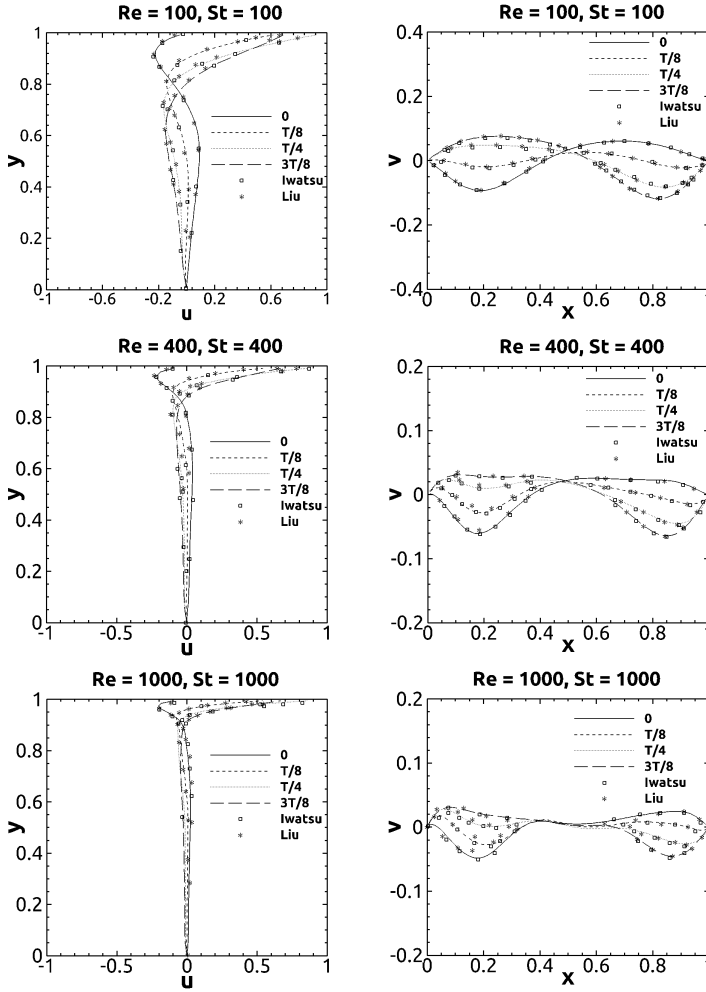 Re = 100, St = 100
1
0.8
0.6
0.4
0.2
0
y
0
T/8
T/4
3T/8
Iwatsu
Liu
-1
-0.6
-0.2
0.2
0.6
1
u
Re = 100, St = 100
0.4
0.2
0
-0.2
-0.4
v
0
T/8
T/4
3T/8
Iwatsu
Liu
0
0.2
0.4
0.6
0.8
1
x
Re = 400, St = 400
1
0.8
0.6
0.4
0.2
0
y
0
T/8
T/4
3T/8
Iwatsu
Liu
-1
-0.5
0
0.5
1
u
Re = 400, St = 400
0.2
0.1
0
-0.1
-0.2
v
0
T/8
T/4
3T/8
Iwatsu
Liu
0
0.2
0.4
0.6
0.8
1
x
Re = 1000, St = 1000
1
0.8
0.6
0.4
0.2
0
y
0
T/8
T/4
3T/8
Iwatsu
Liu
-1
-0.5
0
0.5
1
u
Re = 1000, St = 1000
0.2
0.1
0
-0.1
-0.2
v
0
T/8
T/4
3T/8
Iwatsu
Liu
0
0.2
0.4
0.6
0.8
1
x